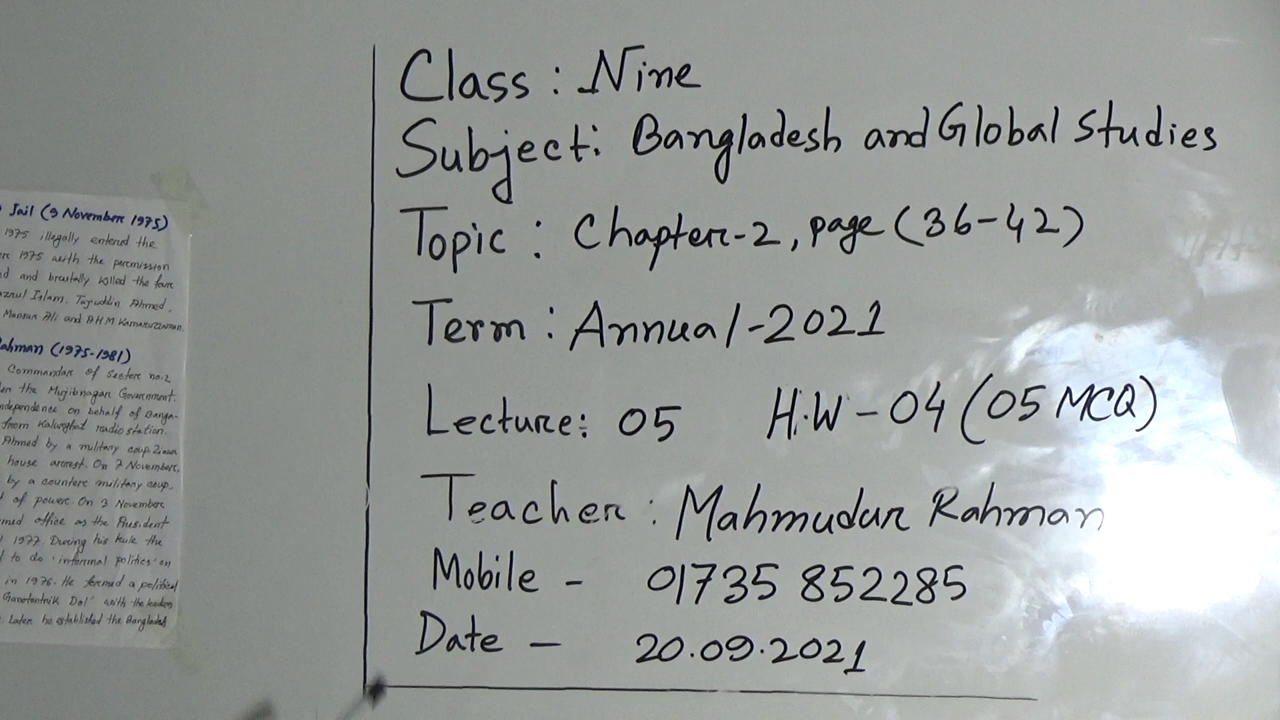 Jail (3 November 1975)
1975 illegally entered the
1975 with the permission
and brutally killed the four
Islam, Tajuddin Ahmed,
Mansur Ali and AHM Kamaruzzaman.
(1975-1981)
Commander of Sector no.2
the Mujibnagar Government.
on behalf of Bangla-
from Kalurghat radio station.
Ahmed by a military coup. Ziaur
house arrest. On 7 November,
by a counter military coup.
of power. On 3 November
office as the President
1977. During his rule the
to do 'informal politics' on
in 1976. He formed a political
Ganotantrik Dol' with the leaders
Later he established the Bangladesh
Class : Nine
Subject: Bangladesh and Global Studies
Topic : Chapter-2, page (36-42)
Term : Annual-2021
Lecture: 05 H.W-04 (05 MCQ)
Teacher : Mahmudur Rahman
Mobile - 01735 852285
Date - 20.09.2021